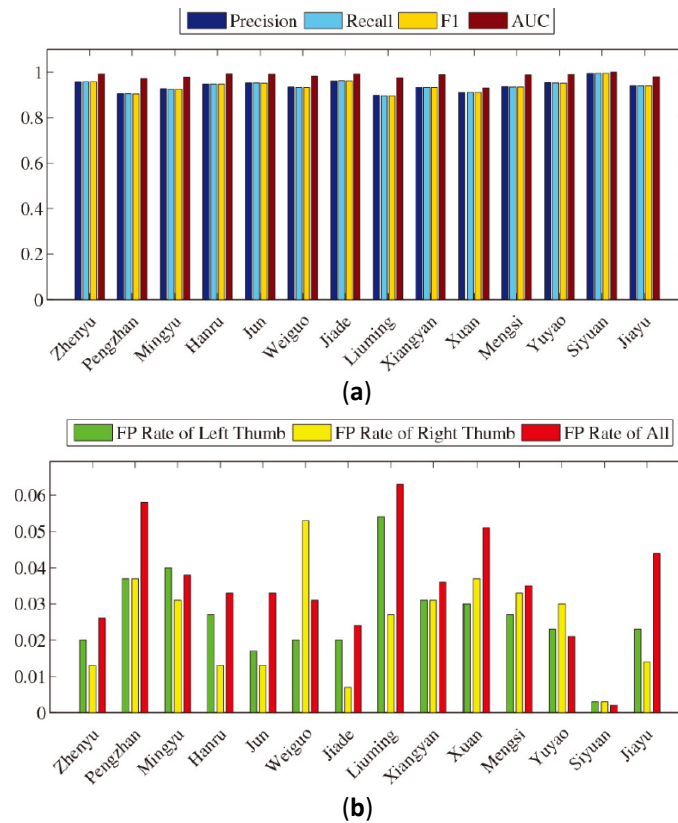 Precision Recall F1 AUC
1
0.8
0.6
0.4
0.2
0
Zhenyu Pengzhan Mingyu Hanru Jun Weiguo Jiade Liuming Xiangyan Xuan Mengsi Yuyao Siyuan Jiayu
(a)
FP Rate of Left Thumb FP Rate of Right Thumb FP Rate of All
0.06
0.05
0.04
0.03
0.02
0.01
0
Zhenyu Pengzhan Mingyu Hanru Jun Weiguo Jiade Liuming Xiangyan Xuan Mengsi Yuyao Siyuan Jiayu
(b)